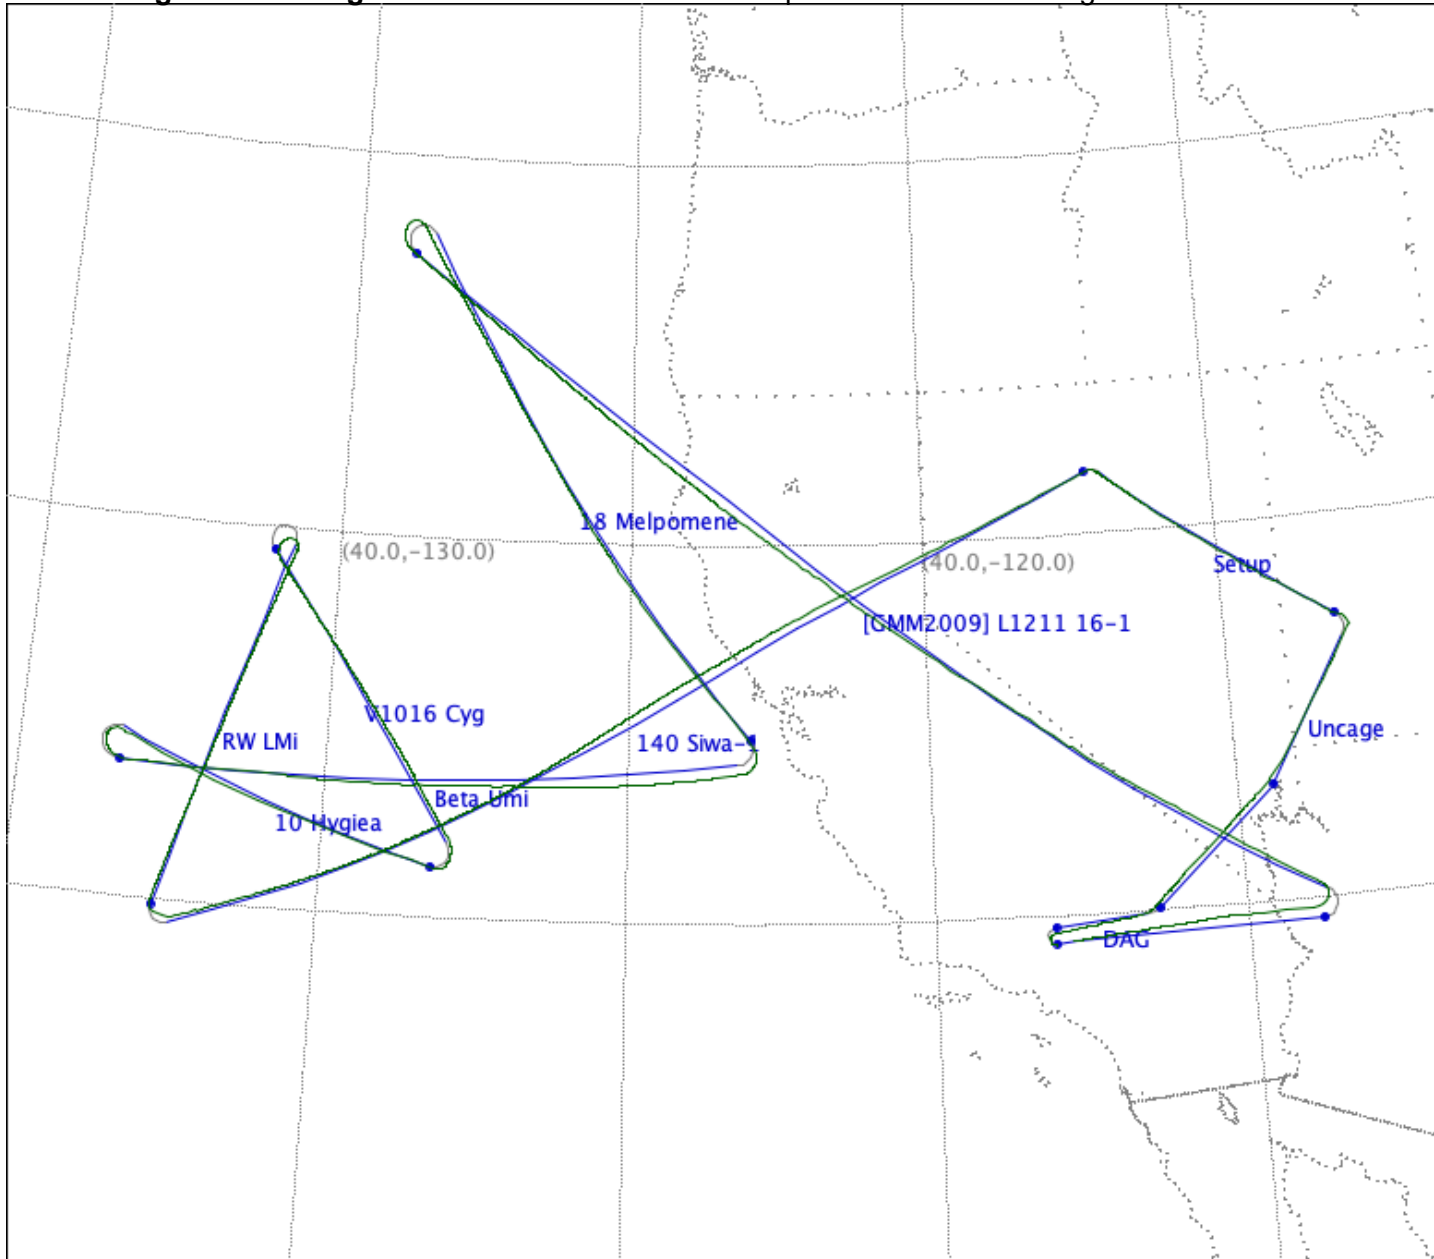 18 Melpomene
(40.0,-130.0)
(40.0,-120.0)
Setup
[GMM2009] L1211 16-1
V1016 Cyg
Uncage
RW LMi
140 Siwa-1
Beta Umi
10 Hygiea
DAG